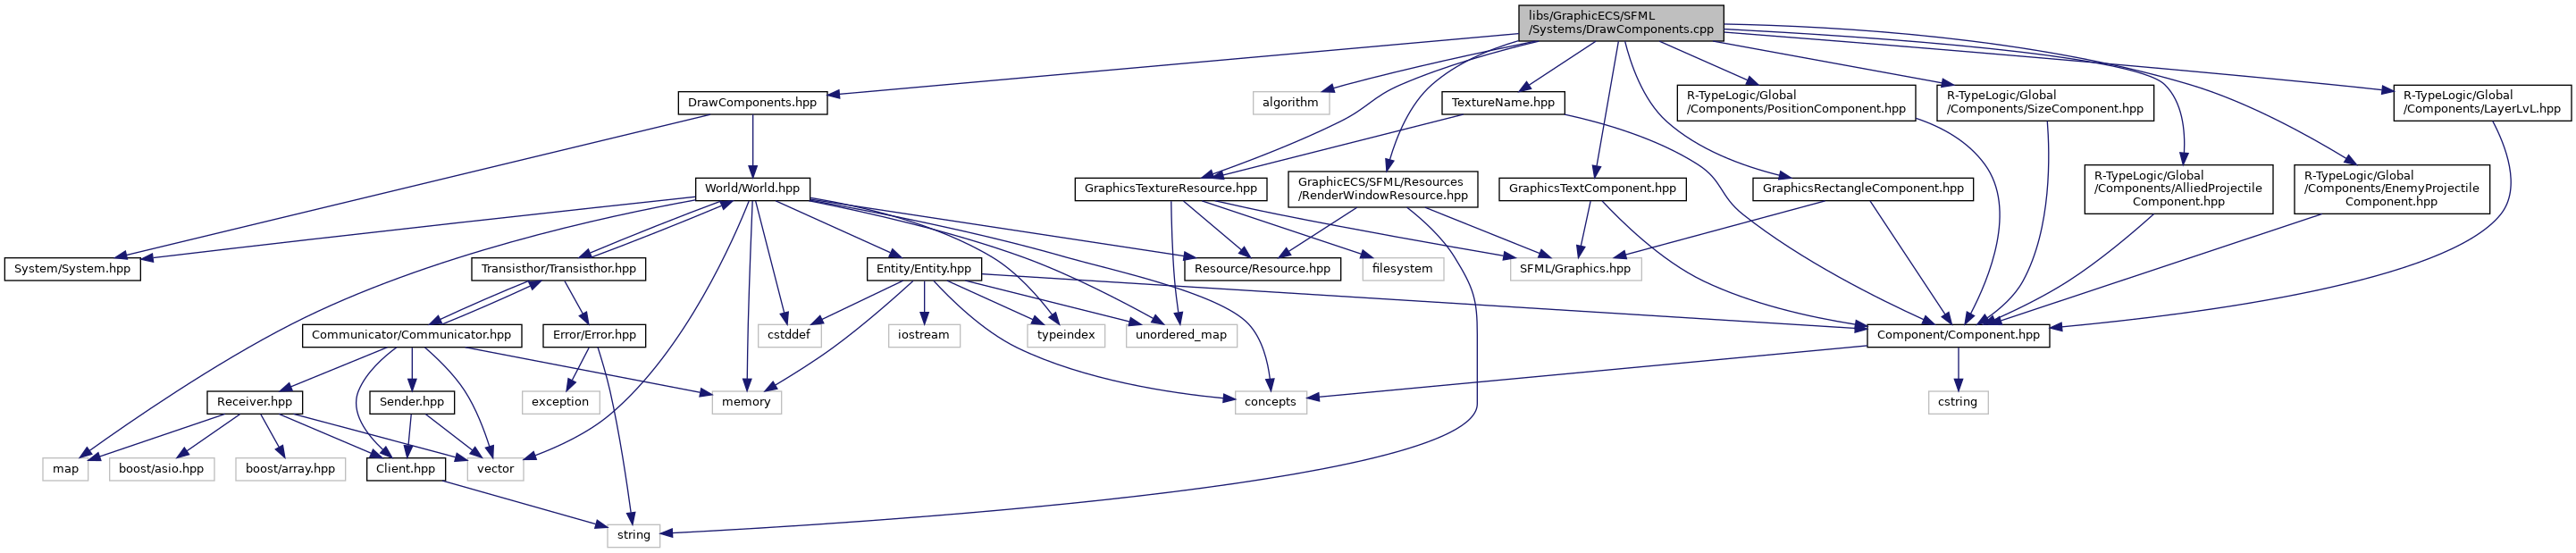 libs/GraphicECS/SFML
/Systems/DrawComponents.cpp
DrawComponents.hpp
algorithm
TextureName.hpp
R-TypeLogic/Global
/Components/PositionComponent.hpp
R-TypeLogic/Global
/Components/SizeComponent.hpp
R-TypeLogic/Global
/Components/LayerLvL.hpp
World/World.hpp
GraphicsTextureResource.hpp
GraphicECS/SFML/Resources
/RenderWindowResource.hpp
GraphicsTextComponent.hpp
GraphicsRectangleComponent.hpp
R-TypeLogic/Global
/Components/AlliedProjectile
Component.hpp
R-TypeLogic/Global
/Components/EnemyProjectile
Component.hpp
System/System.hpp
Transisthor/Transisthor.hpp
Entity/Entity.hpp
Resource/Resource.hpp
filesystem
SFML/Graphics.hpp
Communicator/Communicator.hpp
Error/Error.hpp
cstddef
iostream
typeindex
unordered_map
Component/Component.hpp
Receiver.hpp
Sender.hpp
exception
memory
concepts
cstring
map
boost/asio.hpp
boost/array.hpp
Client.hpp
vector
string